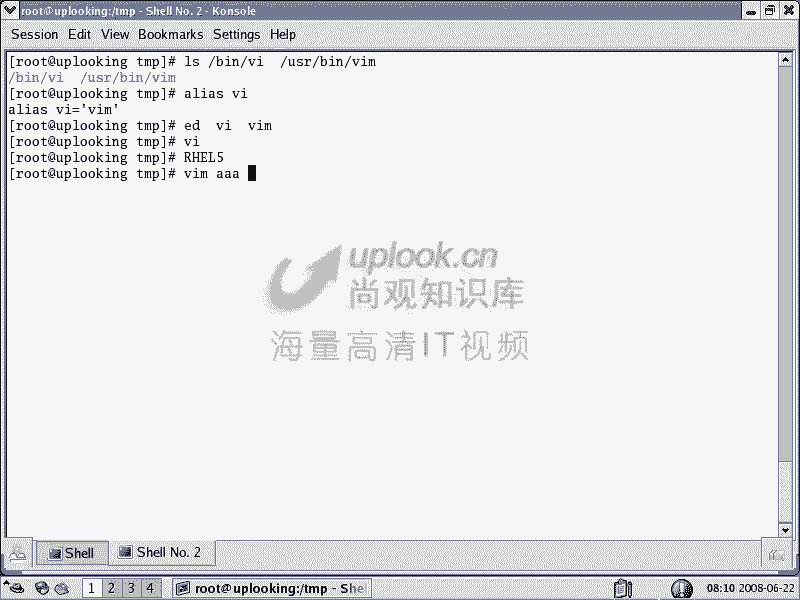 root@uplooking:/tmp - Shell No. 2 - Konsole
Session Edit View Bookmarks Settings Help
[root@uplooking tmp]# ls /bin/vi  /usr/bin/vim
/bin/vi  /usr/bin/vim
[root@uplooking tmp]# alias vi
alias vi='vim'
[root@uplooking tmp]# ed  vi  vim
[root@uplooking tmp]# vi
[root@uplooking tmp]# RHEL5
[root@uplooking tmp]# vim aaa
uplook.cn
尚观知识库
海量高清IT视频
Shell Shell No. 2
1 2 3 4 root@uplooking:/tmp - She 08:10 2008-06-22